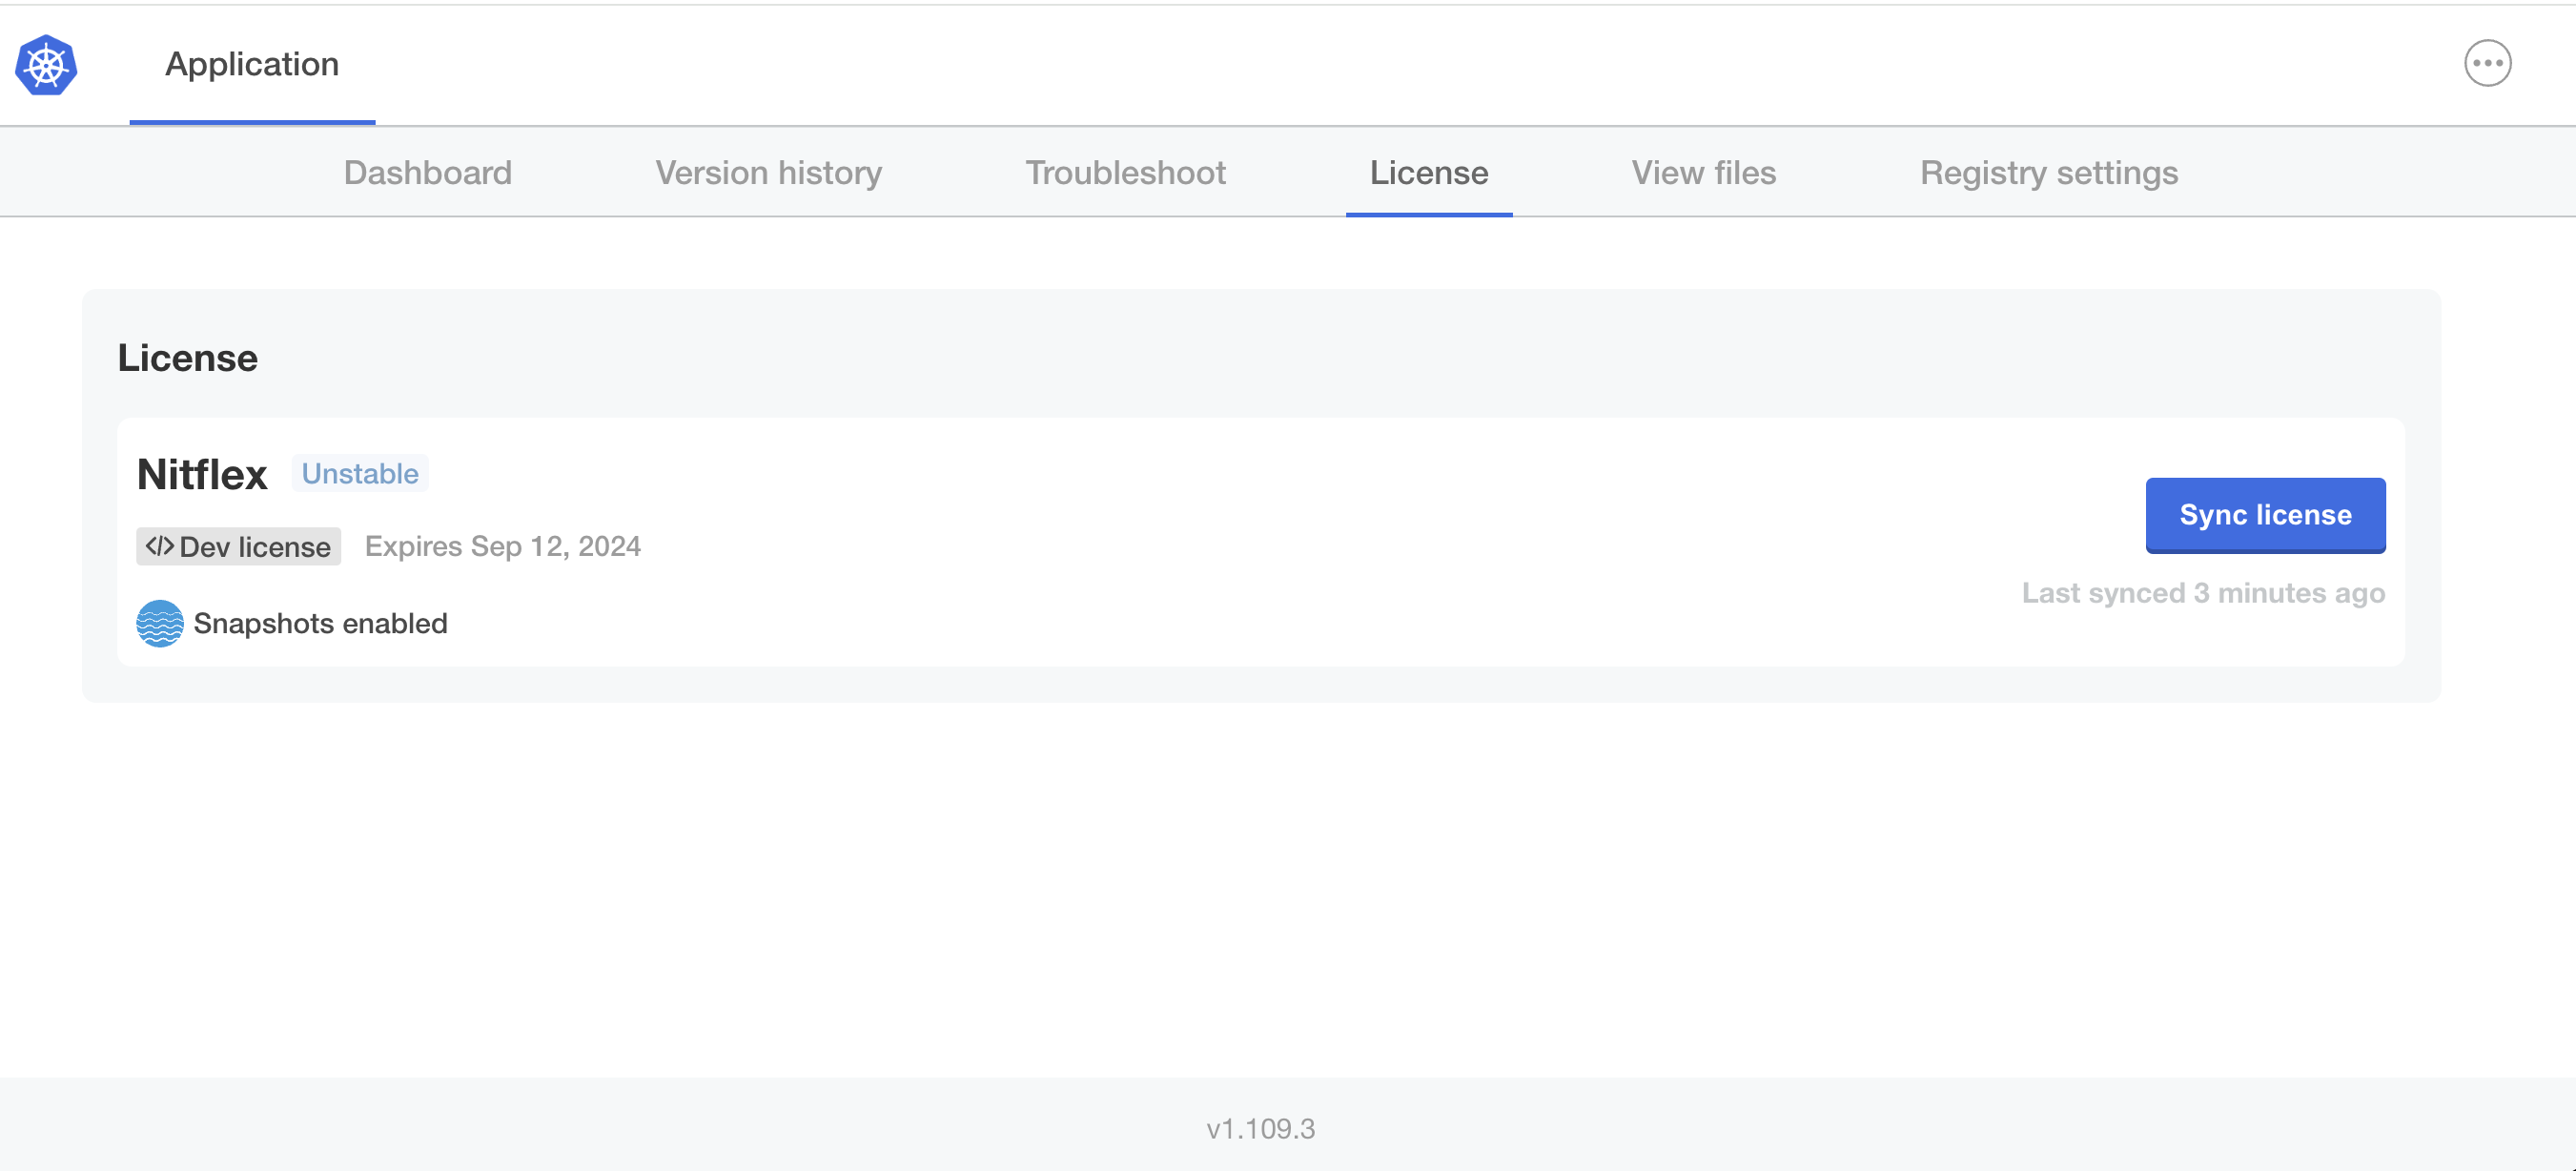 Application
Dashboard Version history Troubleshoot License View files Registry settings
License
Nitflex Unstable
Sync license
</> Dev license Expires Sep 12, 2024
Last synced 3 minutes ago
Snapshots enabled
v1.109.3